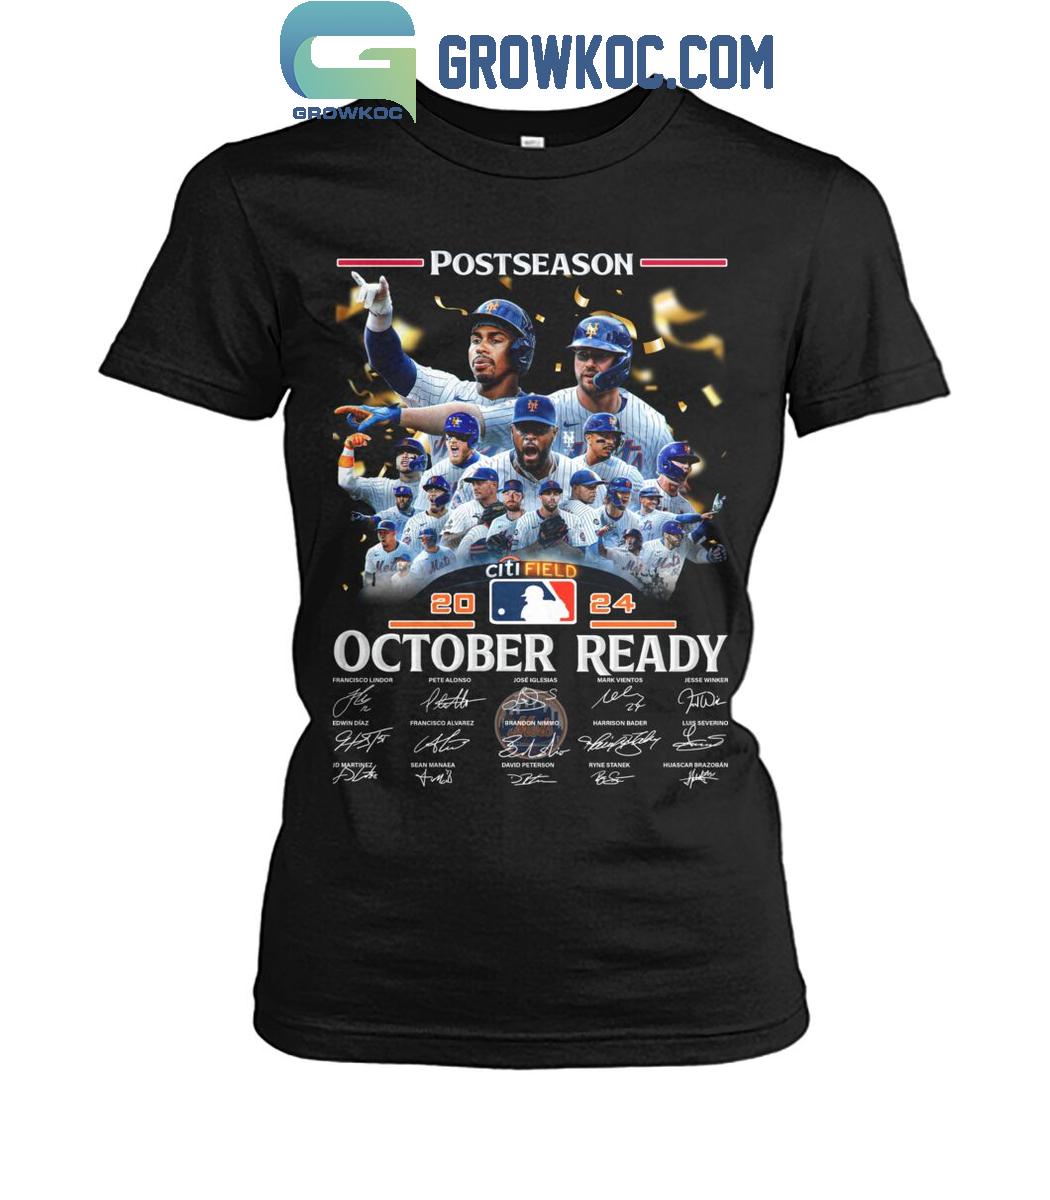 GROWKOC.COM
GROWKOC
POSTSEASON
citi FIELD
20 24
OCTOBER READY
FRANCISCO LINDOR PETE ALONSO JOSÉ IGLESIAS MARK VIENTOS JESSE WINKER
EDWIN DÍAZ FRANCISCO ALVAREZ BRANDON NIMMO HARRISON BADER LUIS SEVERINO
JD MARTINEZ SEAN MANAEA DAVID PETERSON RYNE STANEK HUASCAR BRAZOBÁN